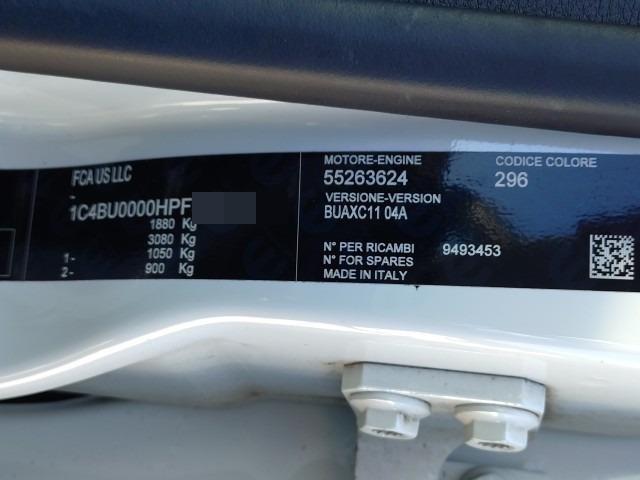 FCA US LLC
-
1C4BU0000HPF
1880 Kg
3080 Kg
1- 1050 Kg
2- 900 Kg
MOTORE-ENGINE
55263624
VERSIONE-VERSION
BUAXC11 04A
N° PER RICAMBI 9493453
N° FOR SPARES
MADE IN ITALY
CODICE COLORE
296